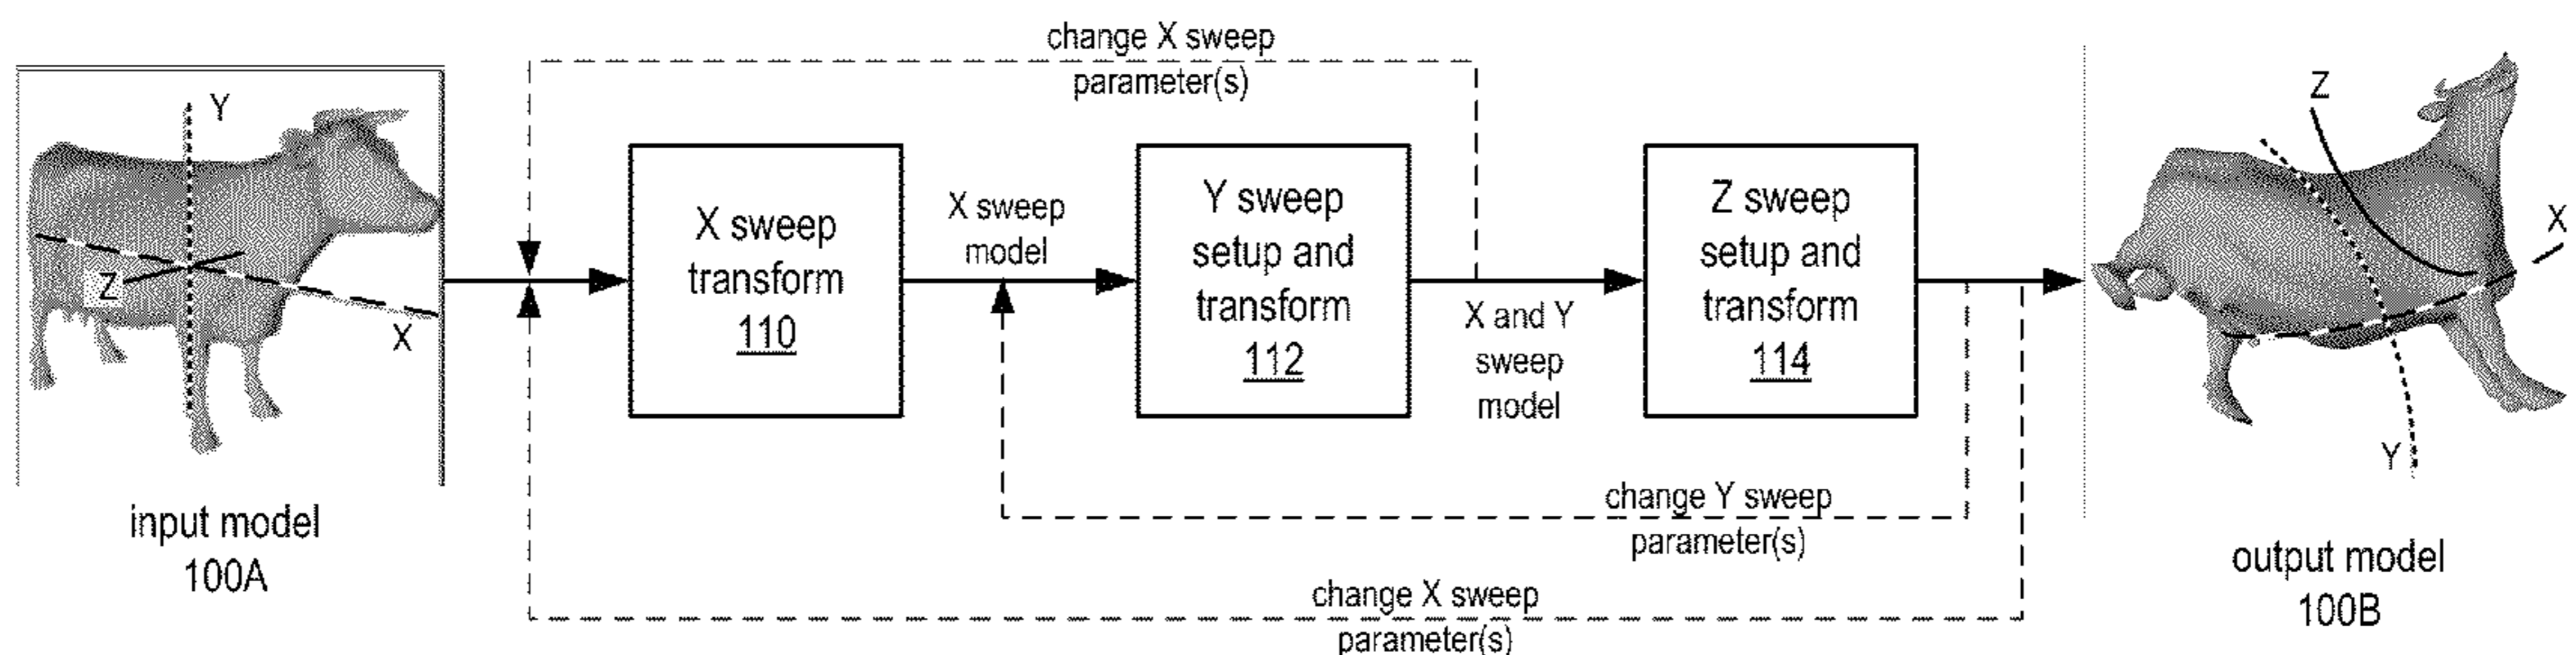 change X sweep
parameter(s)
Y
Z
X
input model
100A
X sweep
transform
110
X sweep
model
Y sweep
setup and
transform
112
X and Y
sweep
model
Z sweep
setup and
transform
114
change Y sweep
parameter(s)
change X sweep
parameter(s)
Z
X
Y
output model
100B